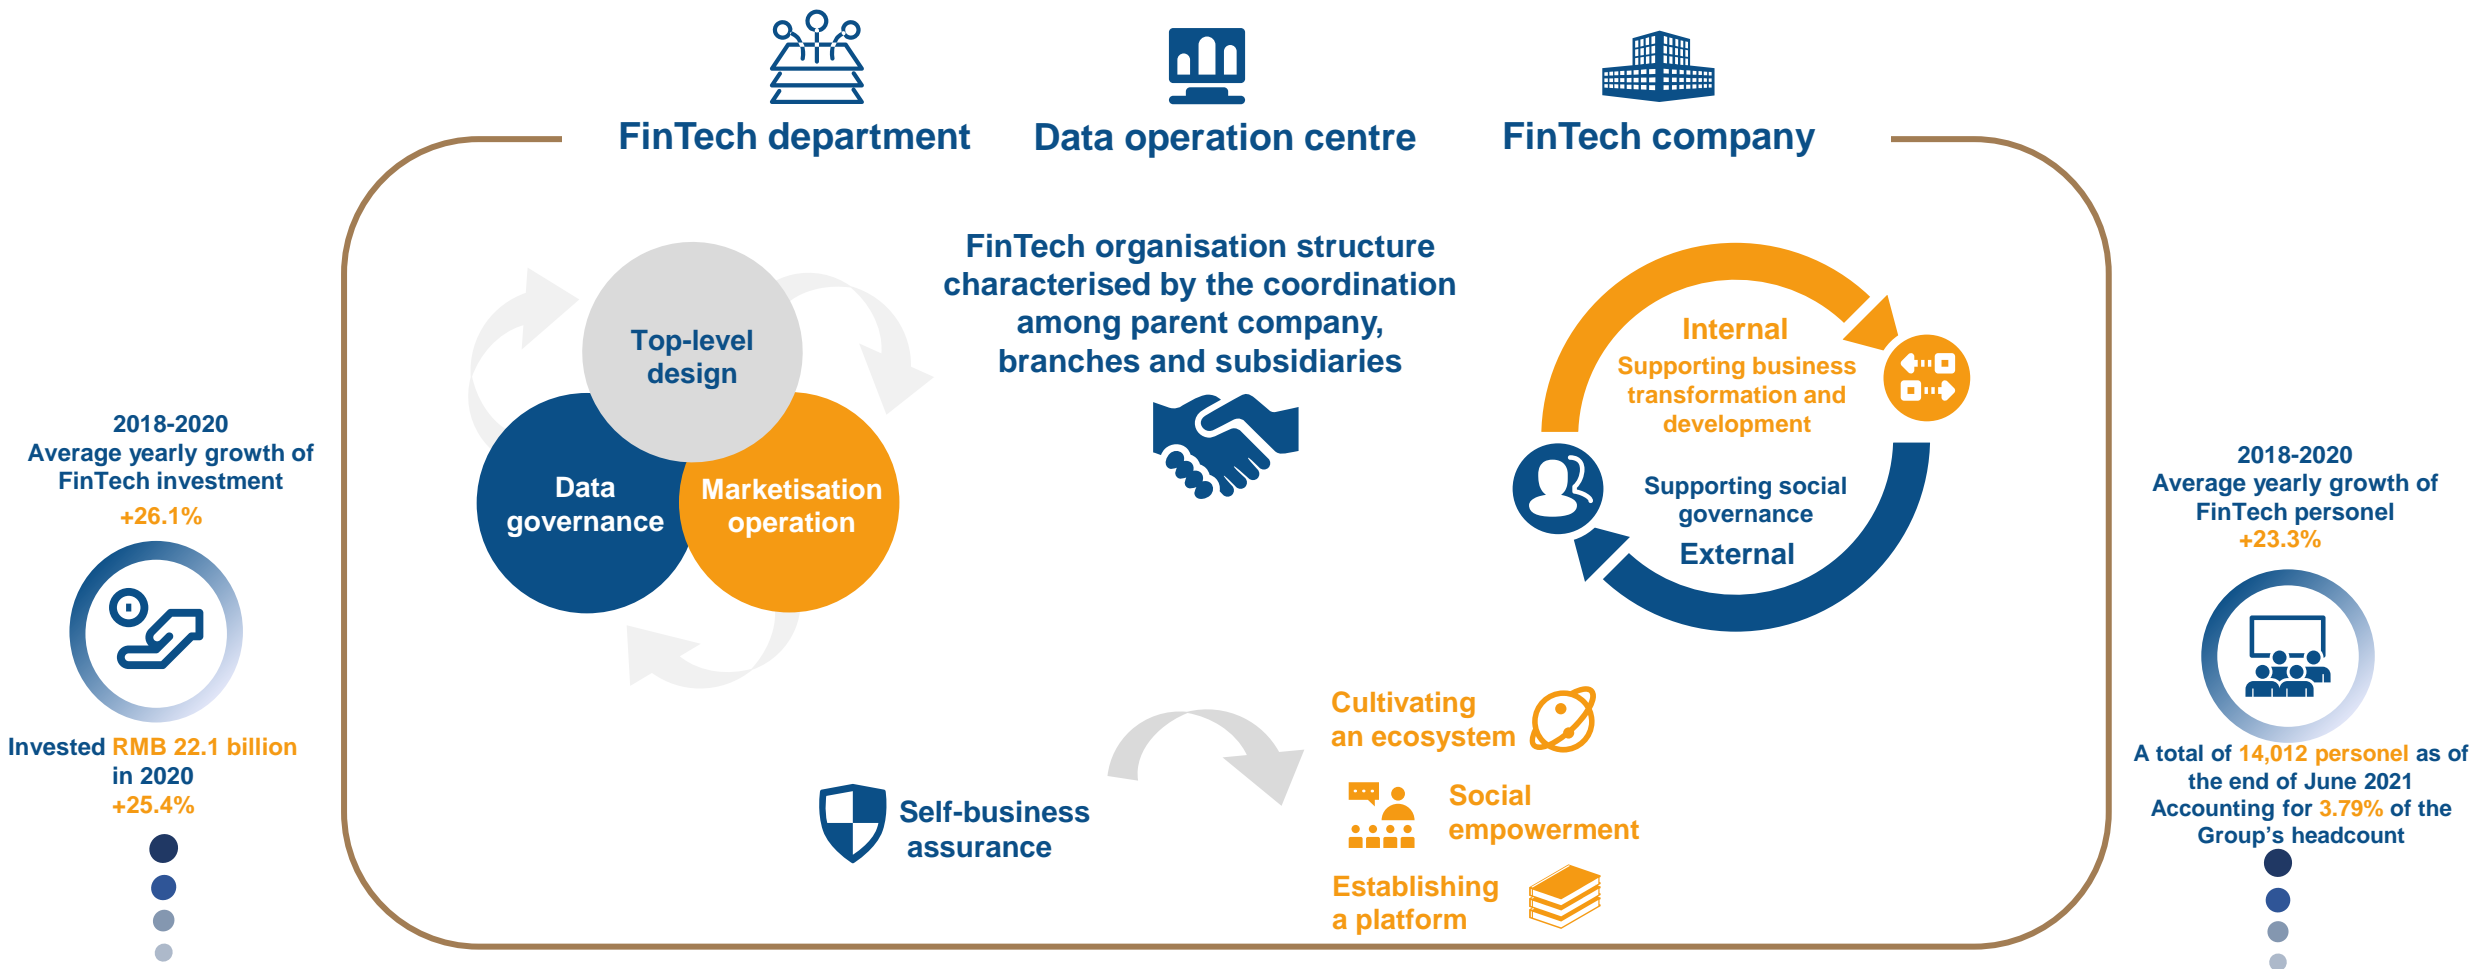 FinTech department
Data operation centre
FinTech company
FinTech organisation structure
characterised by the coordination
among parent company,
branches and subsidiaries
Top-level
design
Data
governance
Marketisation
operation
Internal
Supporting business
transformation and
development
Supporting social
governance
External
2018-2020
Average yearly growth of
FinTech investment
+26.1%
Invested RMB 22.1 billion
in 2020
+25.4%
2018-2020
Average yearly growth of
FinTech personel
+23.3%
A total of 14,012 personel as of
the end of June 2021
Accounting for 3.79% of the
Group's headcount
Self-business
assurance
Cultivating
an ecosystem
Social
empowerment
Establishing
a platform